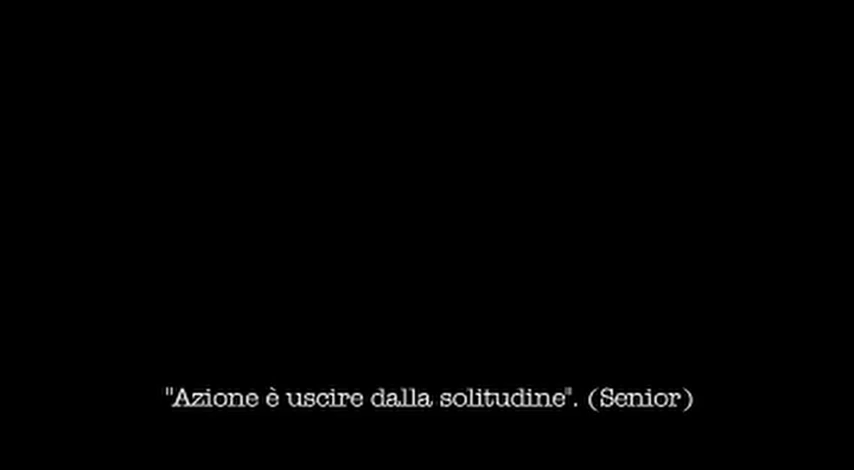 "Azione è uscire dalla solitudine". (Senior)